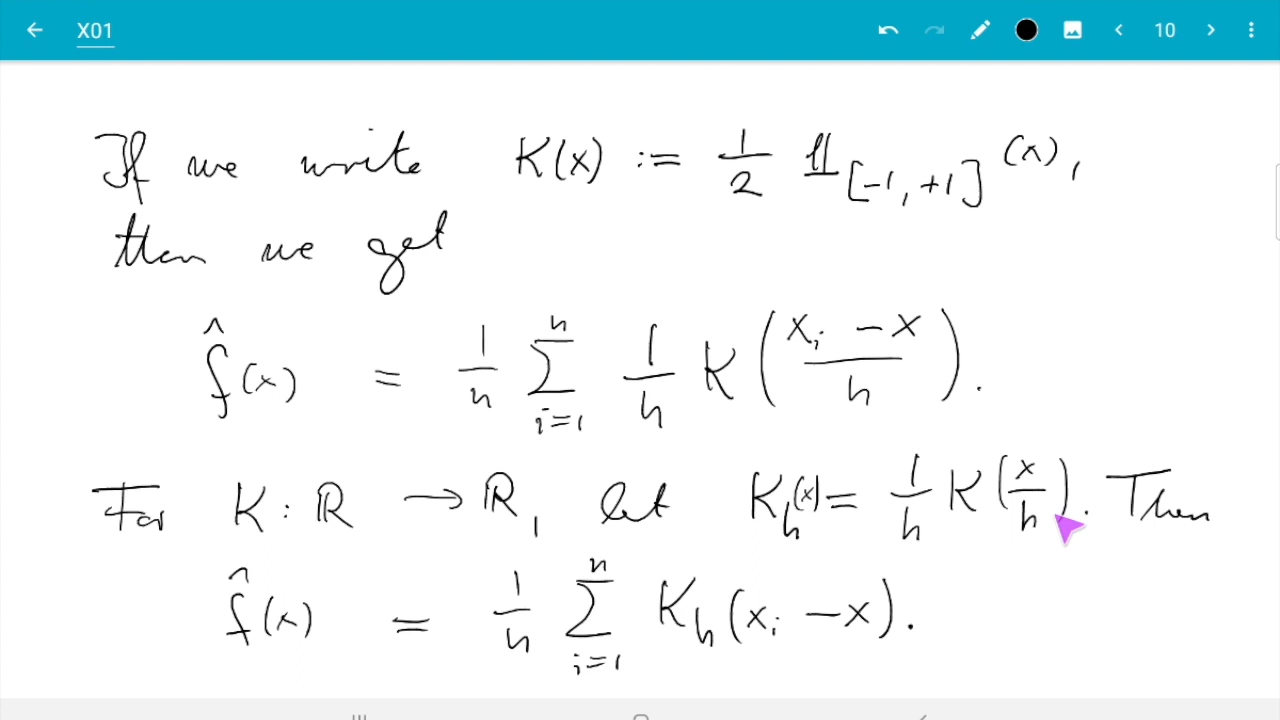 X01 10
If we write K(x) := 1/2 𝟙_[-1, +1] (x),
then we get
f̂(x) = 1/n ∑_{i=1}^{n} 1/h K((x_i - x)/h).
For K: ℝ → ℝ, let K_h(x) = 1/h K(x/h). Then
f̂(x) = 1/n ∑_{i=1}^{n} K_h(x_i - x).